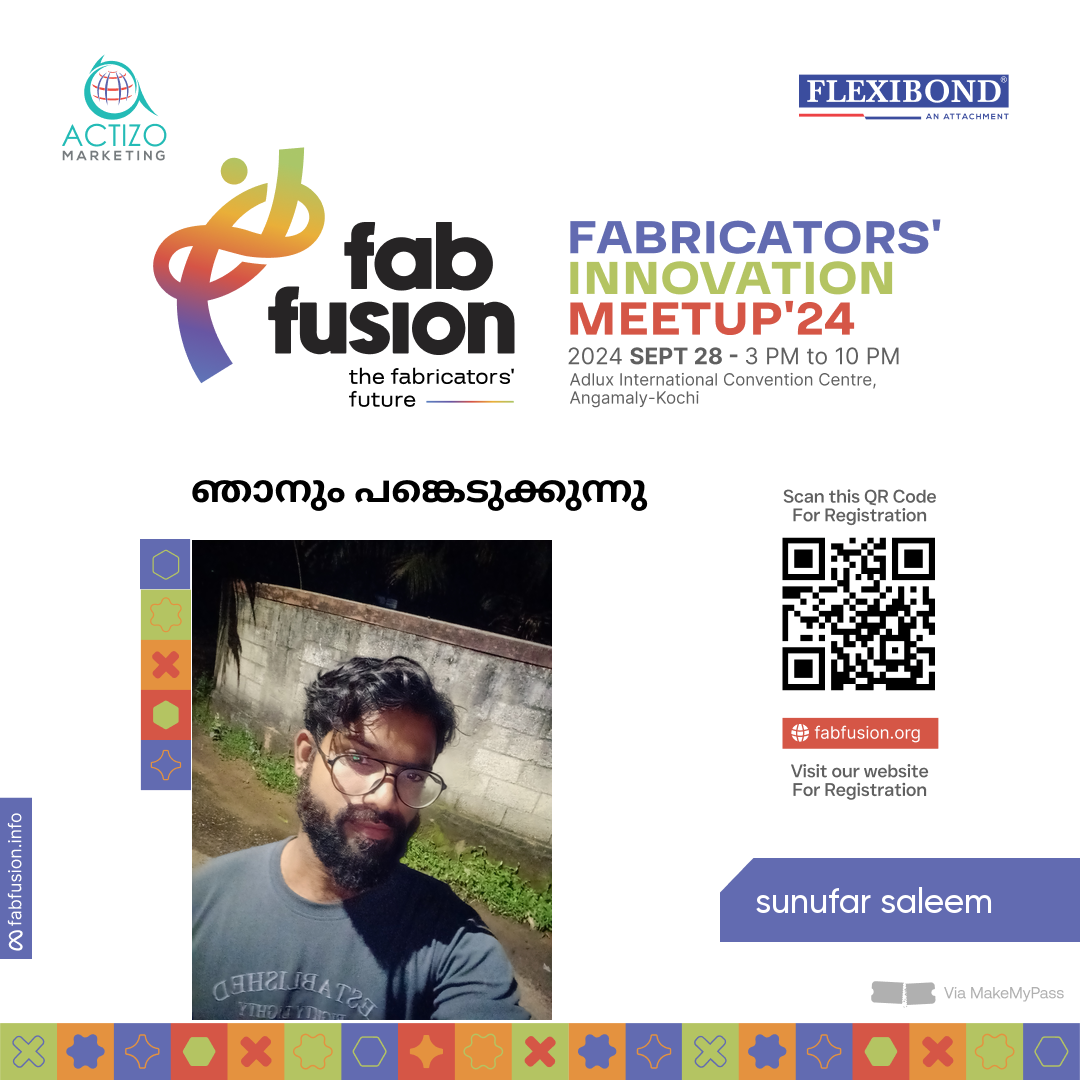 ACTIZO
MARKETING
FLEXIBOND®
AN ATTACHMENT
fab
fusion
the fabricators'
future
FABRICATORS'
INNOVATION
MEETUP'24
2024 SEPT 28 - 3 PM to 10 PM
Adlux International Convention Centre,
Angamaly-Kochi
ഞാനും പങ്കെടുക്കുന്നു
Scan this QR Code
For Registration
fabfusion.org
Visit our website
For Registration
fabfusion.info
ESTABLISHED
sunufar saleem
Via MakeMyPass